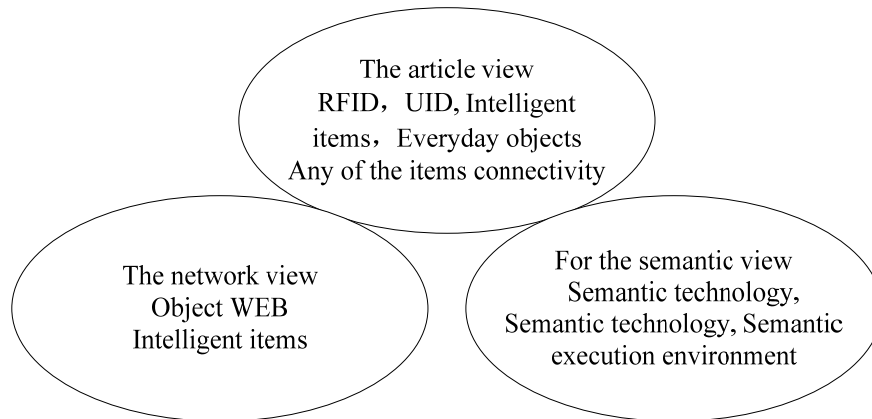 The article view
RFID，UID, Intelligent
items，Everyday objects
Any of the items connectivity
The network view
Object WEB
Intelligent items
For the semantic view
Semantic technology,
Semantic technology, Semantic
execution environment